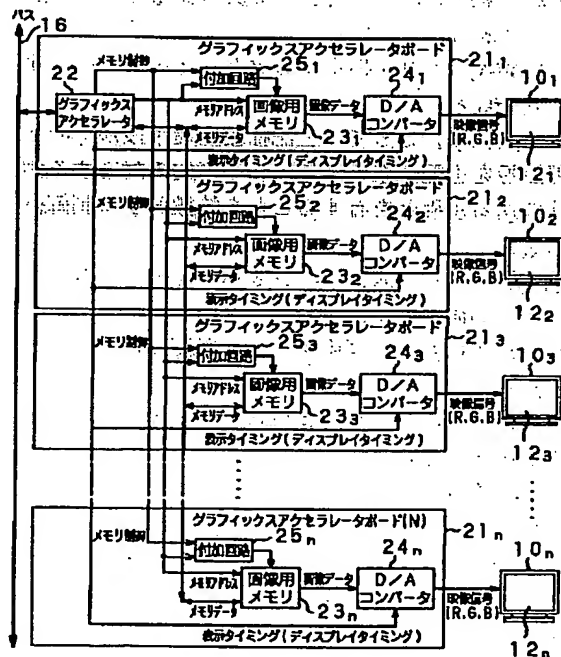 バス
16
グラフィックスアクセラレータボード
21₁
メモリ制御
22
25₁
付加回路
24₁
10₁
グラフィックス
アクセラレータ
メモリアドレス
画像用
メモリ
画像データ
D/A
コンバータ
映像信号
(R.G.B)
メモリデータ
23₁
12₁
表示タイミング(ディスプレイタイミング)
グラフィックスアクセラレータボード
21₂
メモリ制御
25₂
付加回路
24₂
10₂
メモリアドレス
画像用
メモリ
画像データ
D/A
コンバータ
映像信号
(R.G.B)
メモリデータ
23₂
12₂
表示タイミング(ディスプレイタイミング)
グラフィックスアクセラレータボード
21₃
メモリ制御
25₃
付加回路
24₃
10₃
メモリアドレス
画像用
メモリ
画像データ
D/A
コンバータ
映像信号
(R.G.B)
メモリデータ
23₃
12₃
表示タイミング(ディスプレイタイミング)
グラフィックスアクセラレータボード(N)
21ₙ
メモリ制御
25ₙ
付加回路
24ₙ
10ₙ
メモリアドレス
画像用
メモリ
画像データ
D/A
コンバータ
映像信号
(R.G.B)
メモリデータ
23ₙ
12ₙ
表示タイミング(ディスプレイタイミング)